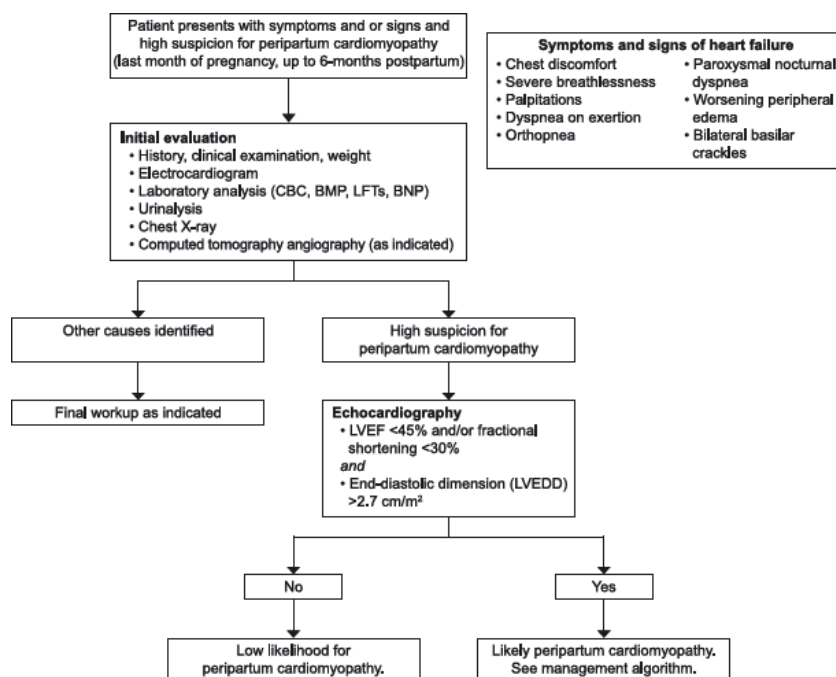 Patient presents with symptoms and or signs and
high suspicion for peripartum cardiomyopathy
(last month of pregnancy, up to 6-months postpartum)
Symptoms and signs of heart failure
• Chest discomfort
• Severe breathlessness
• Palpitations
• Dyspnea on exertion
• Orthopnea
• Paroxysmal nocturnal
dyspnea
• Worsening peripheral
edema
• Bilateral basilar
crackles
Initial evaluation
• History, clinical examination, weight
• Electrocardiogram
• Laboratory analysis (CBC, BMP, LFTs, BNP)
• Urinalysis
• Chest X-ray
• Computed tomography angiography (as indicated)
Other causes identified
High suspicion for
peripartum cardiomyopathy
Final workup as indicated
Echocardiography
• LVEF <45% and/or fractional
shortening <30%
and
• End-diastolic dimension (LVEDD)
>2.7 cm/m²
No
Yes
Low likelihood for
peripartum cardiomyopathy.
Likely peripartum cardiomyopathy.
See management algorithm.